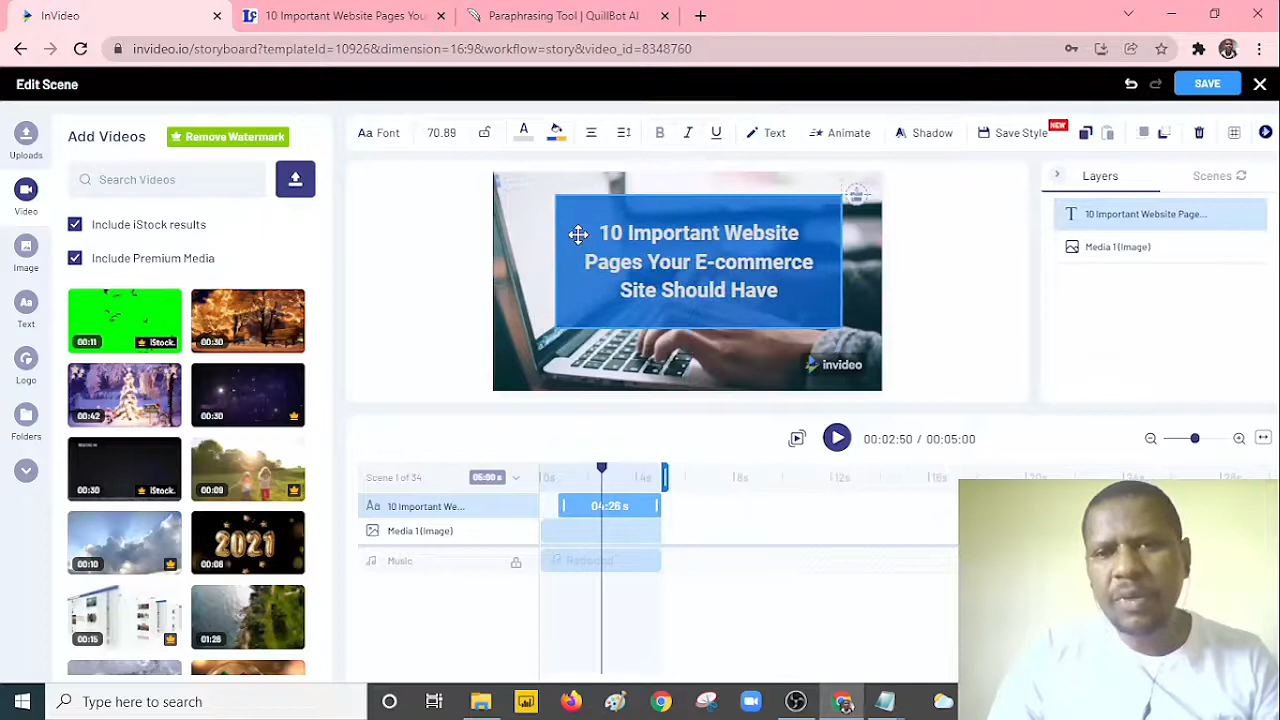 InVideo
10 Important Website Pages You
Paraphrasing Tool | QuillBot AI
invideo.io/storyboard?templateId=10926&dimension=16:9&workflow=story&video_id=8348760
Edit Scene
SAVE
Uploads
Video
Image
Text
Logo
Folders
Add Videos
Remove Watermark
Search Videos
Include iStock results
Include Premium Media
00:11
iStock.
00:30
00:42
00:30
00:30
iStock.
00:09
00:10
2021
00:08
00:15
01:26
Aa Font
70.89
A
B
I
U
Text
Animate
Shadow
Save Style
NEW
10 Important Website
Pages Your E-commerce
Site Should Have
invideo
Layers
Scenes
10 Important Website Page...
Media 1(Image)
00:02:50 / 00:05:00
Scene 1 of 34
05:00 s
0s
4s
8s
12s
16s
Aa 10 Important We...
04:26 s
Media 1(Image)
Music
Type here to search